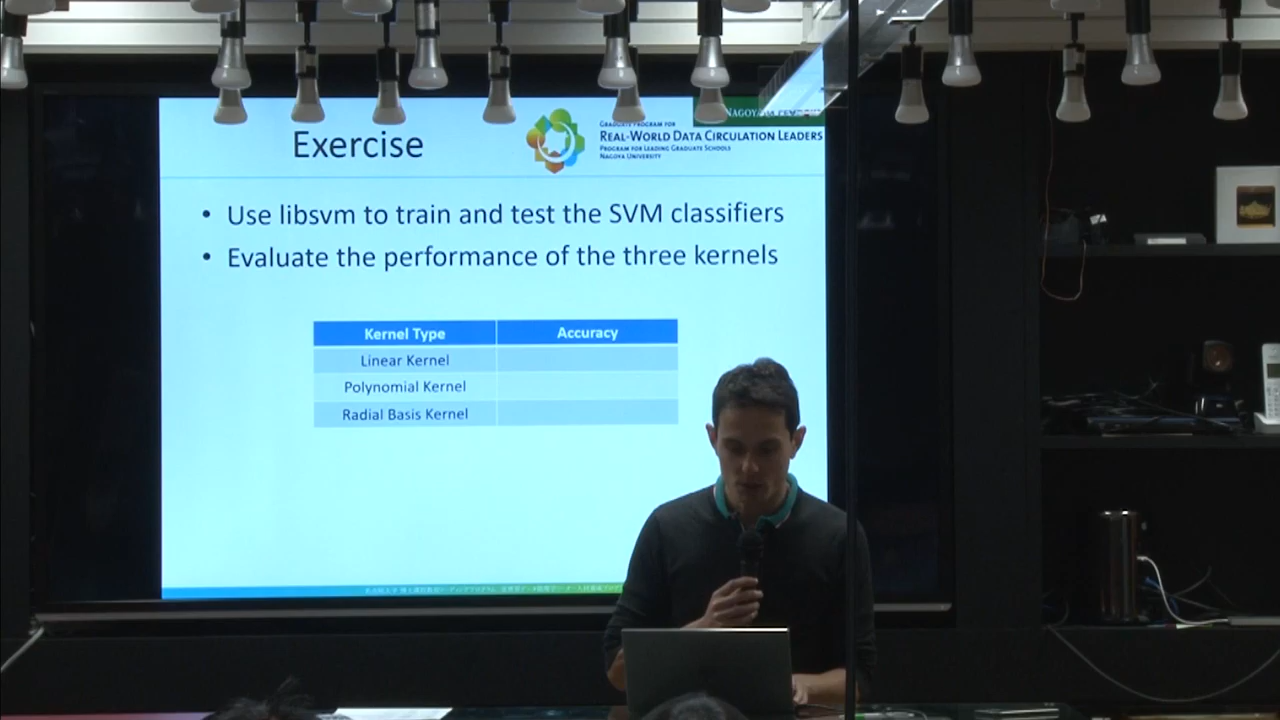 NAGOYA
Exercise
GRADUATE PROGRAM FOR
REAL-WORLD DATA CIRCULATION LEADERS
PROGRAM FOR LEADING GRADUATE SCHOOLS
NAGOYA UNIVERSITY
• Use libsvm to train and test the SVM classifiers
• Evaluate the performance of the three kernels
Kernel Type Accuracy
Linear Kernel
Polynomial Kernel
Radial Basis Kernel